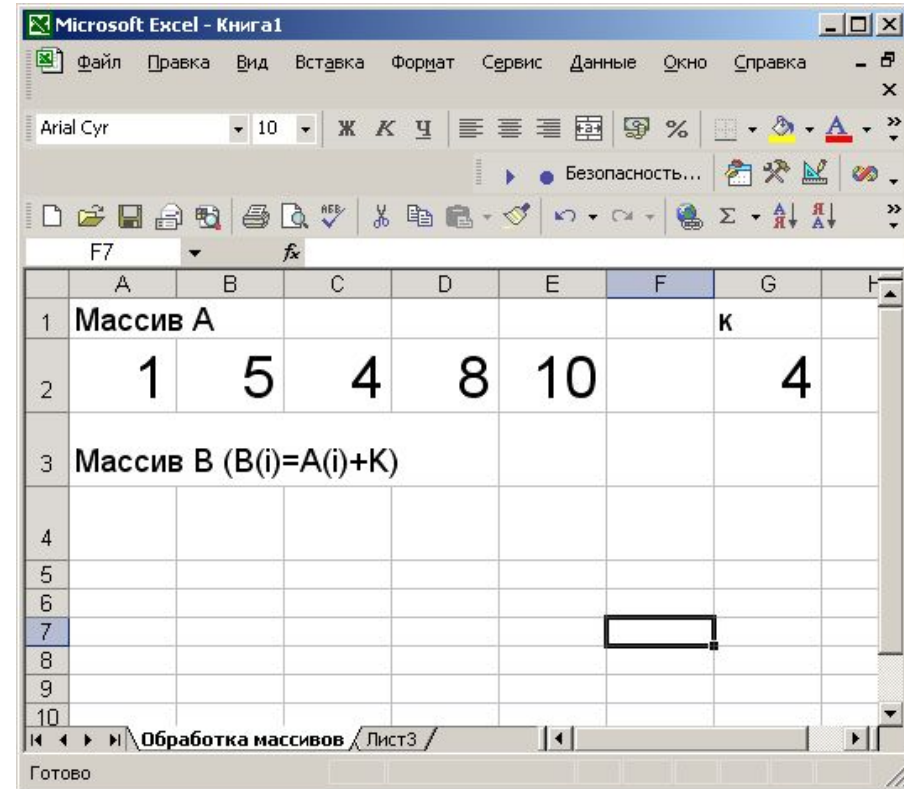 Microsoft Excel - Книга1
Файл Правка Вид Вставка Формат Сервис Данные Окно Справка
Arial Cyr 10 Ж К Ч %
Безопасность...
F7 fx
A B C D E F G H
1 Массив А К
2 1 5 4 8 10 4
3 Массив В (B(i)=A(i)+K)
4
5
6
7
8
9
10
Обработка массивов Лист3
Готово